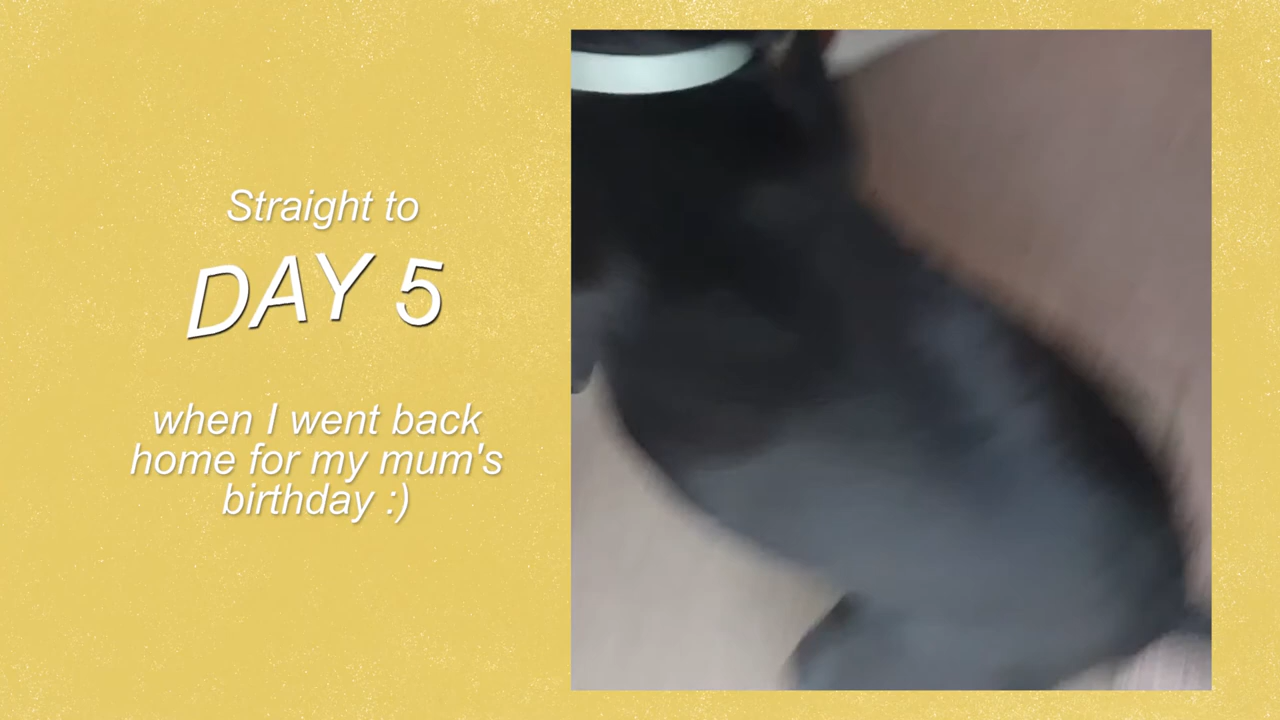 Straight to
DAY 5
when I went back
home for my mum's
birthday :)